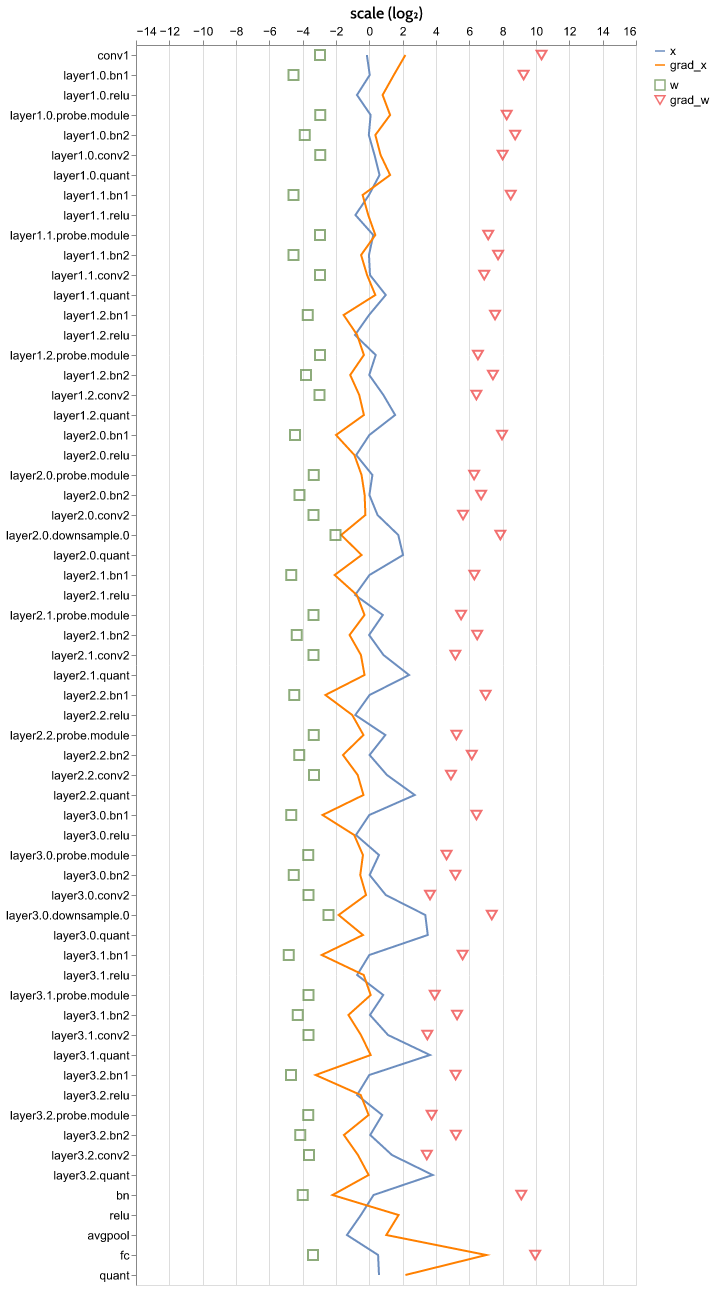 scale (log₂)
−14 −12 −10 −8 −6 −4 −2 0 2 4 6 8 10 12 14 16
x
grad_x
w
grad_w
conv1
layer1.0.bn1
layer1.0.relu
layer1.0.probe.module
layer1.0.bn2
layer1.0.conv2
layer1.0.quant
layer1.1.bn1
layer1.1.relu
layer1.1.probe.module
layer1.1.bn2
layer1.1.conv2
layer1.1.quant
layer1.2.bn1
layer1.2.relu
layer1.2.probe.module
layer1.2.bn2
layer1.2.conv2
layer1.2.quant
layer2.0.bn1
layer2.0.relu
layer2.0.probe.module
layer2.0.bn2
layer2.0.conv2
layer2.0.downsample.0
layer2.0.quant
layer2.1.bn1
layer2.1.relu
layer2.1.probe.module
layer2.1.bn2
layer2.1.conv2
layer2.1.quant
layer2.2.bn1
layer2.2.relu
layer2.2.probe.module
layer2.2.bn2
layer2.2.conv2
layer2.2.quant
layer3.0.bn1
layer3.0.relu
layer3.0.probe.module
layer3.0.bn2
layer3.0.conv2
layer3.0.downsample.0
layer3.0.quant
layer3.1.bn1
layer3.1.relu
layer3.1.probe.module
layer3.1.bn2
layer3.1.conv2
layer3.1.quant
layer3.2.bn1
layer3.2.relu
layer3.2.probe.module
layer3.2.bn2
layer3.2.conv2
layer3.2.quant
bn
relu
avgpool
fc
quant